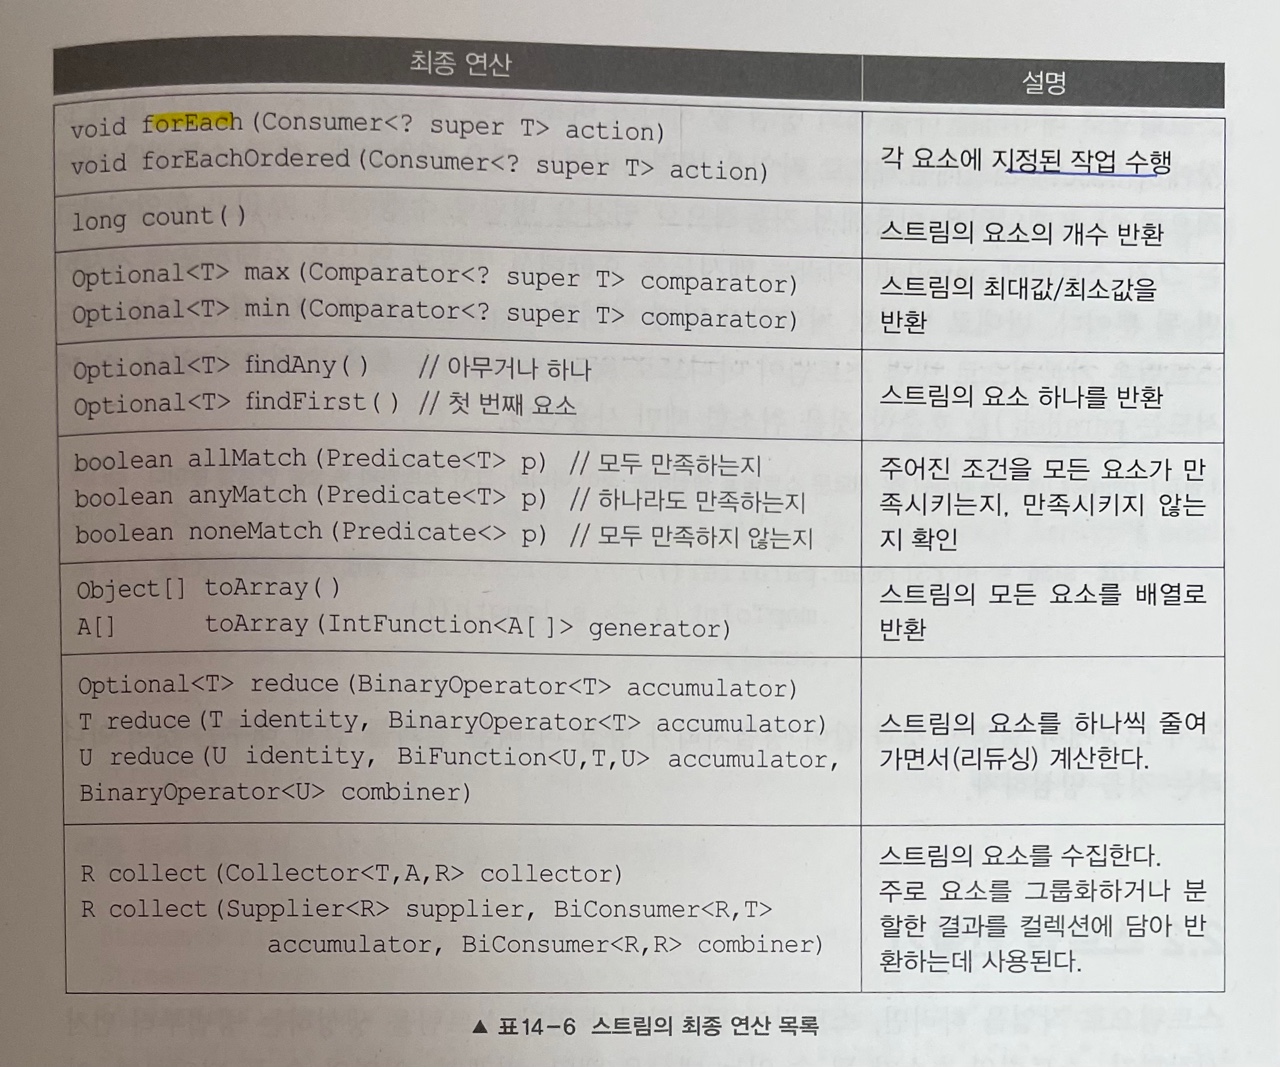 최종 연산
설명
void forEach(Consumer<? super T> action)
void forEachOrdered(Consumer<? super T> action)
각 요소에 지정된 작업 수행
long count()
스트림의 요소의 개수 반환
Optional<T> max(Comparator<? super T> comparator)
Optional<T> min(Comparator<? super T> comparator)
스트림의 최대값/최소값을
반환
Optional<T> findAny()   // 아무거나 하나
Optional<T> findFirst() // 첫 번째 요소
스트림의 요소 하나를 반환
boolean allMatch(Predicate<T> p)  // 모두 만족하는지
boolean anyMatch(Predicate<T> p)  // 하나라도 만족하는지
boolean noneMatch(Predicate<> p)  // 모두 만족하지 않는지
주어진 조건을 모든 요소가 만
족시키는지, 만족시키지 않는
지 확인
Object[] toArray()
A[]      toArray(IntFunction<A[]> generator)
스트림의 모든 요소를 배열로
반환
Optional<T> reduce(BinaryOperator<T> accumulator)
T reduce(T identity, BinaryOperator<T> accumulator)
U reduce(U identity, BiFunction<U,T,U> accumulator,
BinaryOperator<U> combiner)
스트림의 요소를 하나씩 줄여
가면서(리듀싱) 계산한다.
R collect(Collector<T,A,R> collector)
R collect(Supplier<R> supplier, BiConsumer<R,T>
accumulator, BiConsumer<R,R> combiner)
스트림의 요소를 수집한다.
주로 요소를 그룹화하거나 분
할한 결과를 컬렉션에 담아 반
환하는데 사용된다.
▲ 표14-6 스트림의 최종 연산 목록